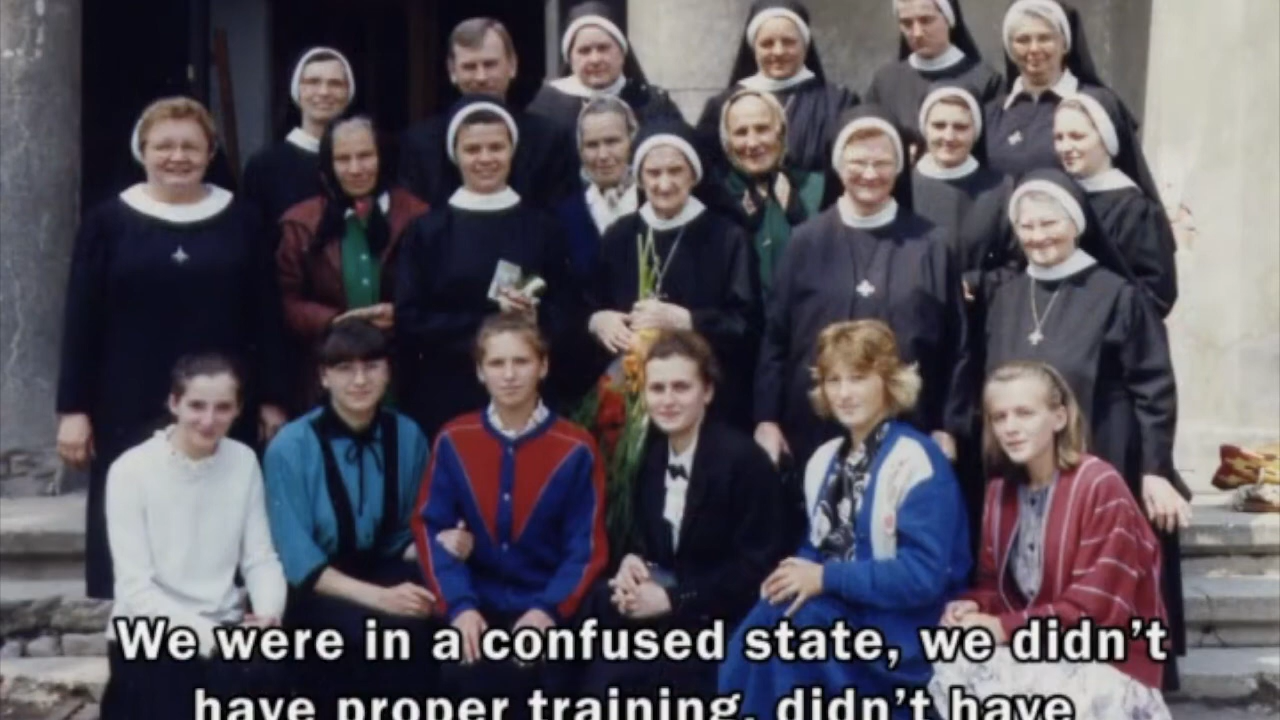 We were in a confused state, we didn't
have proper training, didn't have